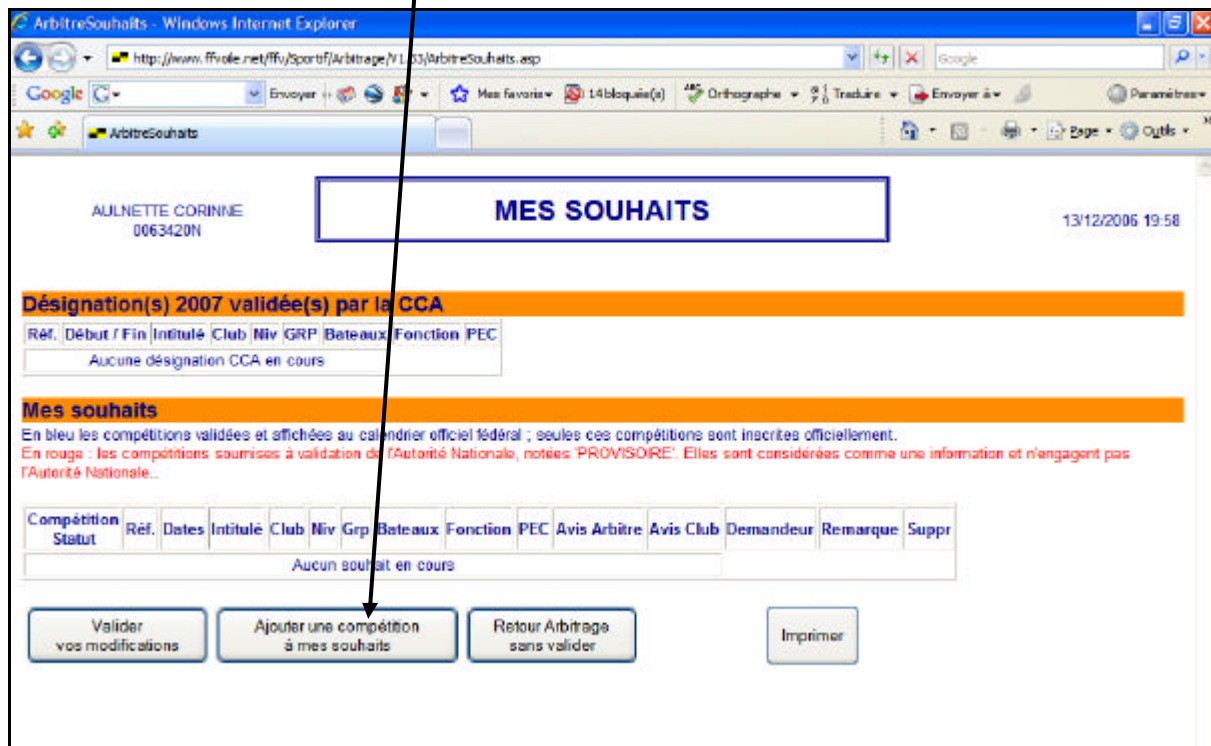 ArbitreSouhaits - Windows Internet Explorer
http://www.ffvoile.net/ffv/Sportif/Arbitrage/V1.33/ArbitreSouhaits.asp
Google
Google
Envoyer
Mes favoris
14 bloquée(s)
Orthographe
Traduire
Envoyer à
Paramètres
ArbitreSouhaits
Page
Outils
AULNETTE CORINNE
0063420N
MES SOUHAITS
13/12/2006 19:58
Désignation(s) 2007 validée(s) par la CCA
Réf. Début / Fin Intitulé Club Niv GRP Bateaux Fonction PEC
Aucune désignation CCA en cours
Mes souhaits
En bleu les compétitions validées et affichées au calendrier officiel fédéral ; seules ces compétitions sont inscrites officiellement.
En rouge : les compétitions soumises à validation de l'Autorité Nationale, notées 'PROVISOIRE'. Elles sont considérées comme une information et n'engagent pas
l'Autorité Nationale..
Compétition Statut Réf. Dates Intitulé Club Niv Grp Bateaux Fonction PEC Avis Arbitre Avis Club Demandeur Remarque Suppr
Aucun souhait en cours
Valider
vos modifications
Ajouter une compétition
à mes souhaits
Retour Arbitrage
sans valider
Imprimer